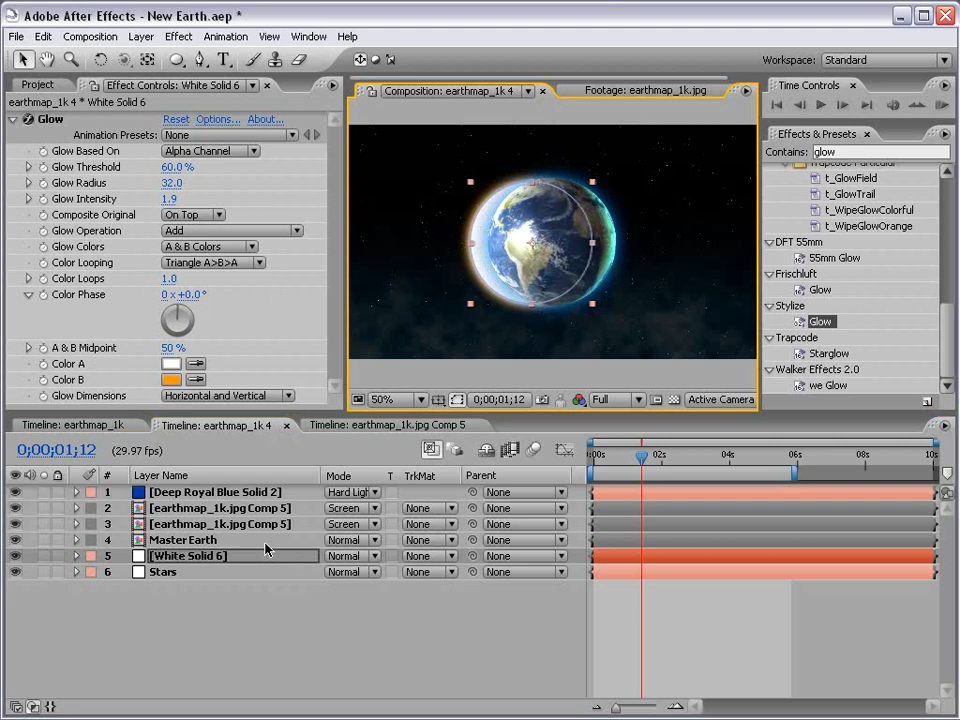 Adobe After Effects - New Earth.aep *
File Edit Composition Layer Effect Animation View Window Help
Workspace: Standard
Project Effect Controls: White Solid 6
earthmap_1k 4 * White Solid 6
Glow Reset Options... About...
Animation Presets: None
Glow Based On Alpha Channel
Glow Threshold 60.0 %
Glow Radius 32.0
Glow Intensity 1.9
Composite Original On Top
Glow Operation Add
Glow Colors A & B Colors
Color Looping Triangle A>B>A
Color Loops 1.0
Color Phase 0 x+0.0°
A & B Midpoint 50 %
Color A
Color B
Glow Dimensions Horizontal and Vertical
Composition: earthmap_1k 4 Footage: earthmap_1k.jpg
50% 0;00;01;12 Full Active Camera
Time Controls
Effects & Presets
Contains: glow
Trapcode Particular
t_GlowField
t_GlowTrail
t_WipeGlowColorful
t_WipeGlowOrange
DFT 55mm
55mm Glow
Frischluft
Glow
Stylize
Glow
Trapcode
Starglow
Walker Effects 2.0
we Glow
Timeline: earthmap_1k Timeline: earthmap_1k 4 Timeline: earthmap_1k.jpg Comp 5
0;00;01;12 (29.97 fps)
:00s 02s 04s 06s 08s 10s
# Layer Name Mode T TrkMat Parent
1 [Deep Royal Blue Solid 2] Hard Ligh None
2 [earthmap_1k.jpg Comp 5] Screen None None
3 [earthmap_1k.jpg Comp 5] Screen None None
4 Master Earth Normal None None
5 [White Solid 6] Normal None None
6 Stars Normal None None